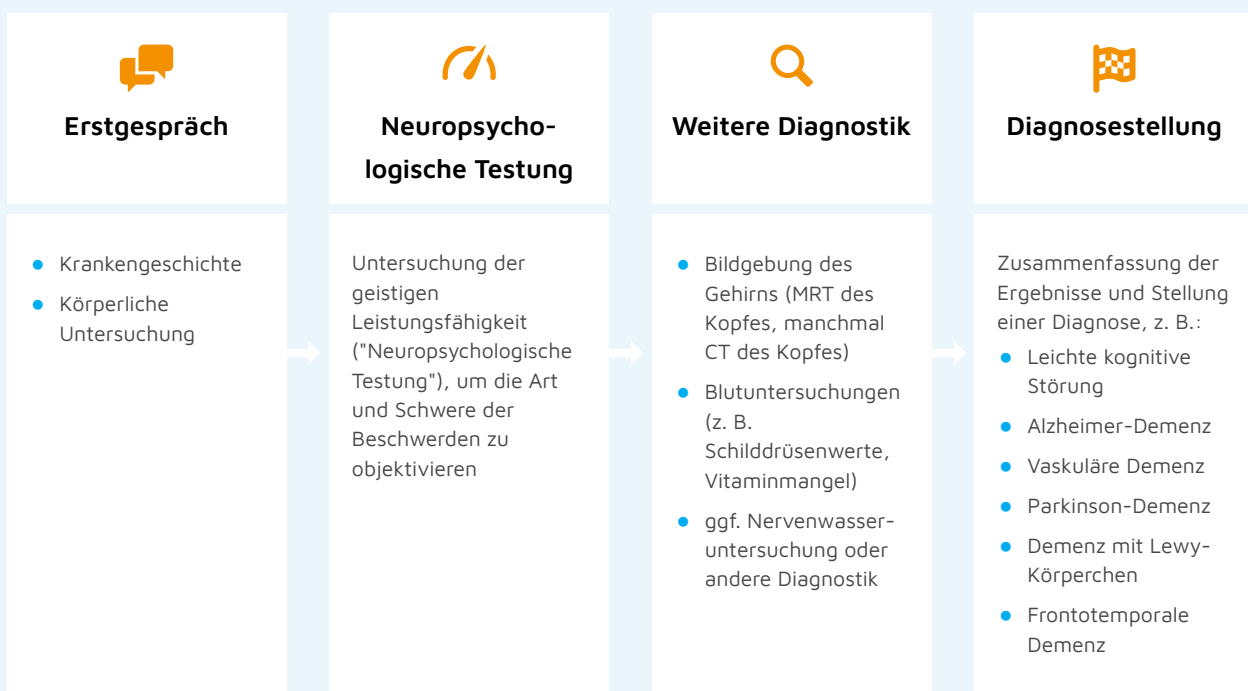 Erstgespräch
Krankengeschichte
Körperliche
Untersuchung
Neuropsycho-
logische Testung
Untersuchung der
geistigen
Leistungsfähigkeit
("Neuropsychologische
Testung"), um die Art
und Schwere der
Beschwerden zu
objektivieren
Weitere Diagnostik
Bildgebung des
Gehirns (MRT des
Kopfes, manchmal
CT des Kopfes)
Blutuntersuchungen
(z. B.
Schilddrüsenwerte,
Vitaminmangel)
ggf. Nervenwasser-
untersuchung oder
andere Diagnostik
Diagnosestellung
Zusammenfassung der
Ergebnisse und Stellung
einer Diagnose, z. B.:
Leichte kognitive
Störung
Alzheimer-Demenz
Vaskuläre Demenz
Parkinson-Demenz
Demenz mit Lewy-
Körperchen
Frontotemporale
Demenz